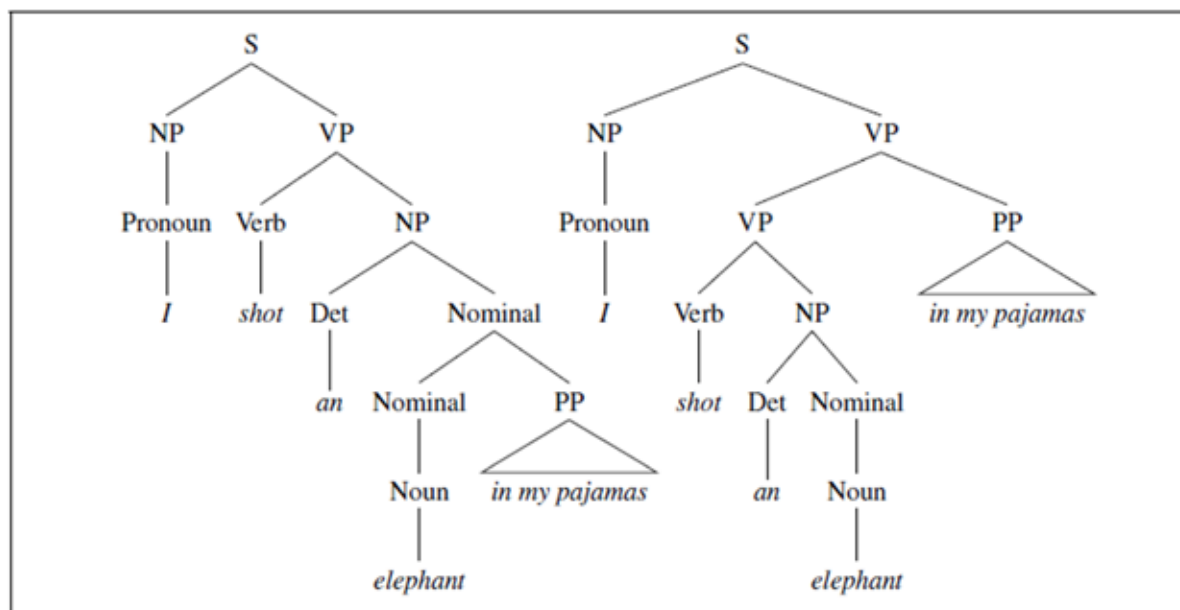 S S
NP VP NP VP
Pronoun Verb NP Pronoun VP PP
I shot Det Nominal I Verb NP in my pajamas
an Nominal PP shot Det Nominal
Noun in my pajamas an Noun
elephant elephant